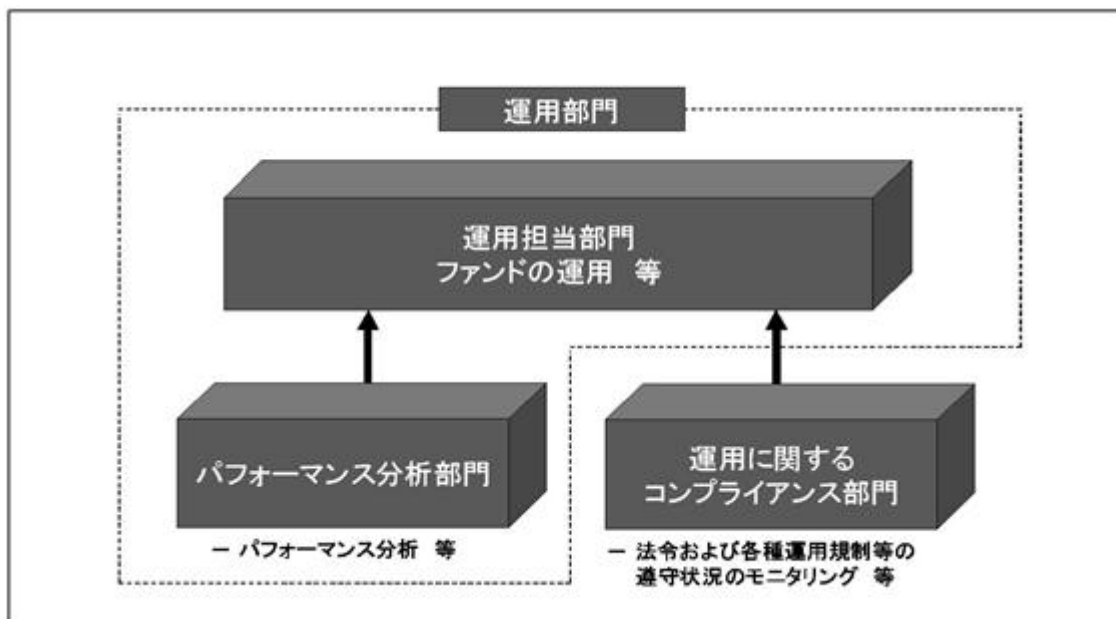 運用部門
運用担当部門
ファンドの運用 等
パフォーマンス分析部門
- パフォーマンス分析 等
運用に関する
コンプライアンス部門
- 法令および各種運用規制等の
遵守状況のモニタリング 等